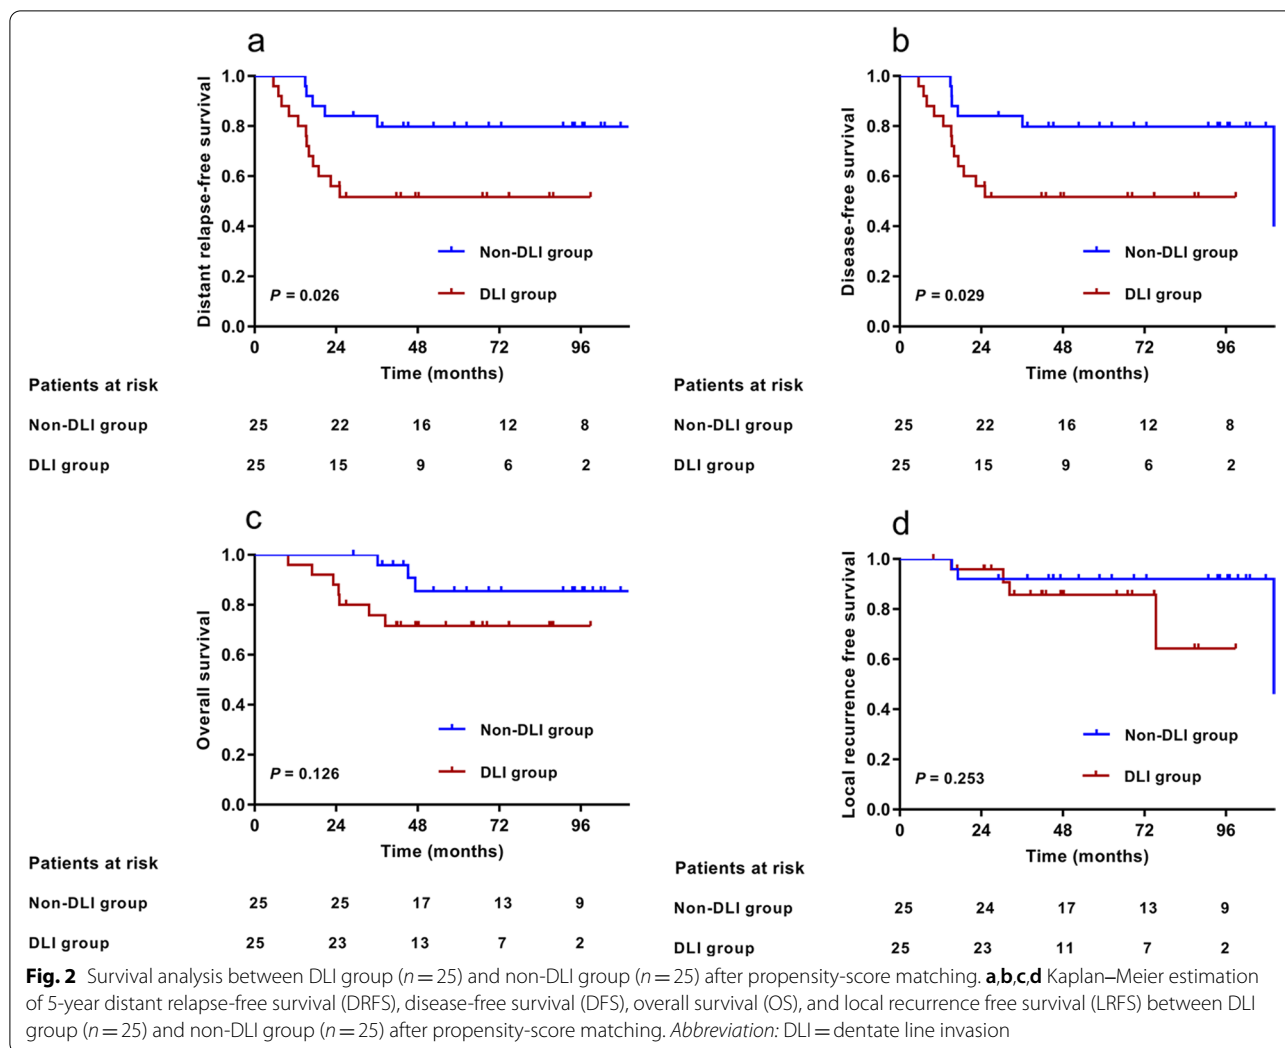 a
1.0
0.8
0.6
0.4
0.2
0.0
Distant relapse-free survival
Non-DLI group
DLI group
P = 0.026
0 24 48 72 96
Time (months)
Patients at risk
Non-DLI group 25 22 16 12 8
DLI group 25 15 9 6 2
b
1.0
0.8
0.6
0.4
0.2
0.0
Disease-free survival
Non-DLI group
DLI group
P = 0.029
0 24 48 72 96
Time (months)
Patients at risk
Non-DLI group 25 22 16 12 8
DLI group 25 15 9 6 2
c
1.0
0.8
0.6
0.4
0.2
0.0
Overall survival
Non-DLI group
DLI group
P = 0.126
0 24 48 72 96
Time (months)
Patients at risk
Non-DLI group 25 25 17 13 9
DLI group 25 23 13 7 2
d
1.0
0.8
0.6
0.4
0.2
0.0
Local recurrence free survival
Non-DLI group
DLI group
P = 0.253
0 24 48 72 96
Time (months)
Patients at risk
Non-DLI group 25 24 17 13 9
DLI group 25 23 11 7 2
Fig. 2 Survival analysis between DLI group (n = 25) and non-DLI group (n = 25) after propensity-score matching. a,b,c,d Kaplan–Meier estimation
of 5-year distant relapse-free survival (DRFS), disease-free survival (DFS), overall survival (OS), and local recurrence free survival (LRFS) between DLI
group (n = 25) and non-DLI group (n = 25) after propensity-score matching. Abbreviation: DLI = dentate line invasion